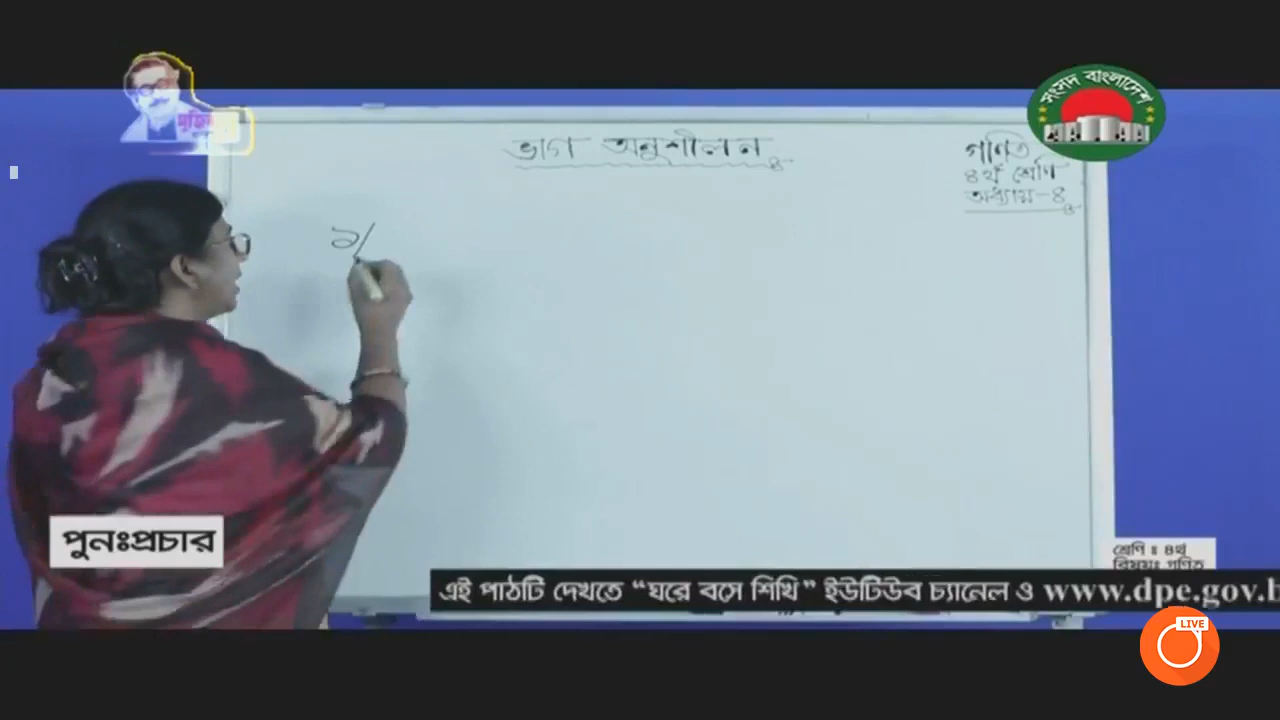 সংসদ বাংলাদেশ
ভাগ অনুশীলন
গণিত
৪র্থ শ্রেণি
অধ্যায়-৪
১/
পুনঃপ্রচার
শ্রেণি ঃ ৪র্থ
বিষয়ঃ গণিত
এই পাঠটি দেখতে “ঘরে বসে শিখি” ইউটিউব চ্যানেল ও www.dpe.gov.b
LIVE